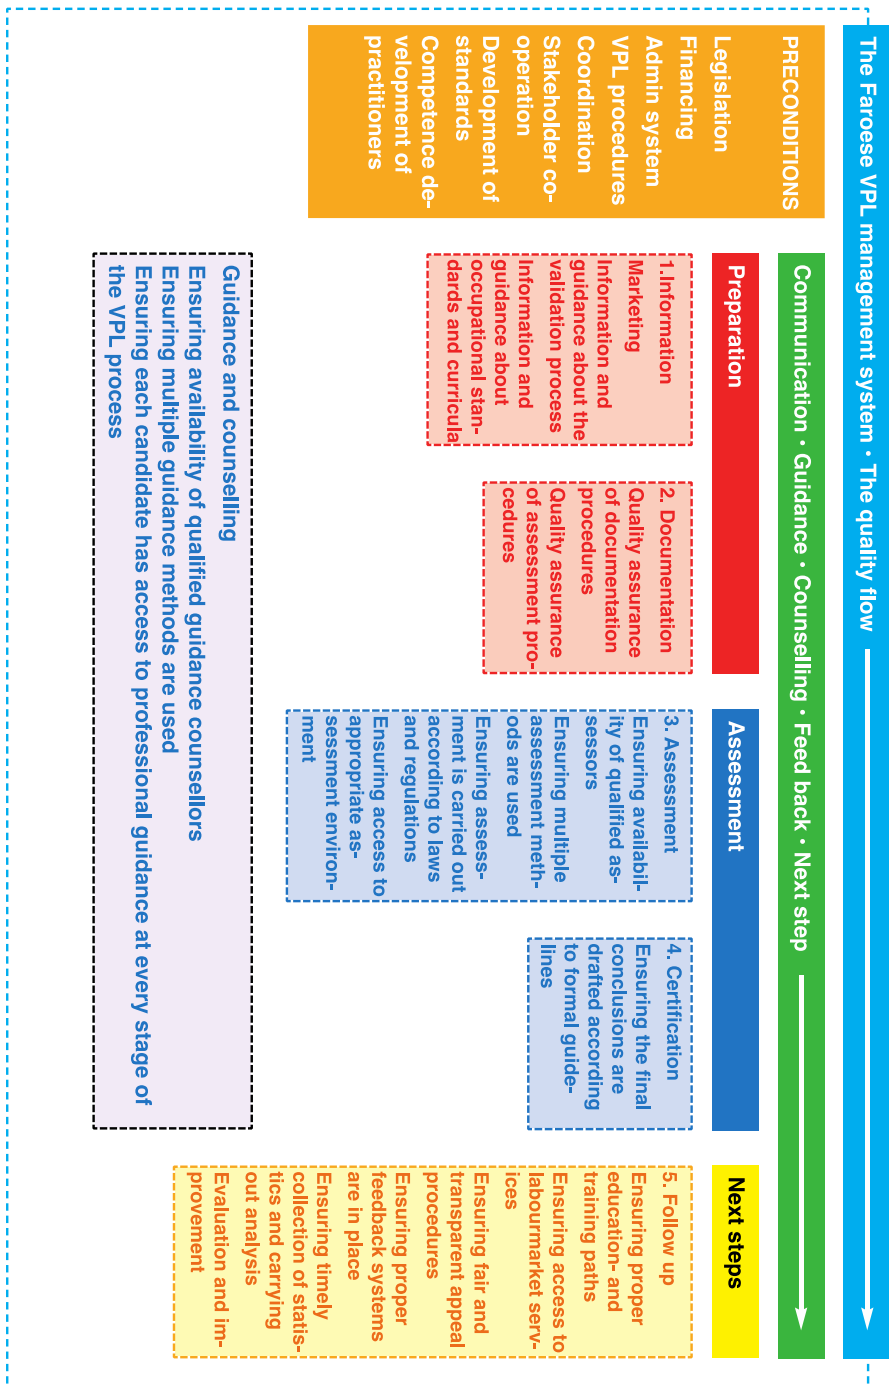 The Faroese VPL management system • The quality flow
PRECONDITIONS
Legislation
Financing
Admin system
VPL procedures
Coordination
Stakeholder co-
operation
Development of
standards
Competence de-
velopment of
practitioners
Communication • Guidance • Counselling • Feed back • Next step
Preparation
1.Information
Marketing
Information and
guidance about the
validation process
Information and
guidance about
occupational stan-
dards and curricula
2. Documentation
Quality assurance
of documentation
procedures
Quality assurance
of assessment pro-
cedures
Assessment
3. Assessment
Ensuring availabil-
ity of qualified as-
sessors
Ensuring multiple
assessment meth-
ods are used
Ensuring assess-
ment is carried out
according to laws
and regulations
Ensuring access to
appropriate as-
sessment environ-
ment
4. Certification
Ensuring the final
conclusions are
drafted according
to formal guide-
lines
Next steps
5. Follow up
Ensuring proper
education- and
training paths
Ensuring access to
labourmarket serv-
ices
Ensuring fair and
transparent appeal
procedures
Ensuring proper
feedback systems
are in place
Ensuring timely
collection of statis-
tics and carrying
out analysis
Evaluation and im-
provement
Guidance and counselling
Ensuring availability of qualified guidance counsellors
Ensuring multiple guidance methods are used
Ensuring each candidate has access to professional guidance at every stage of
the VPL process